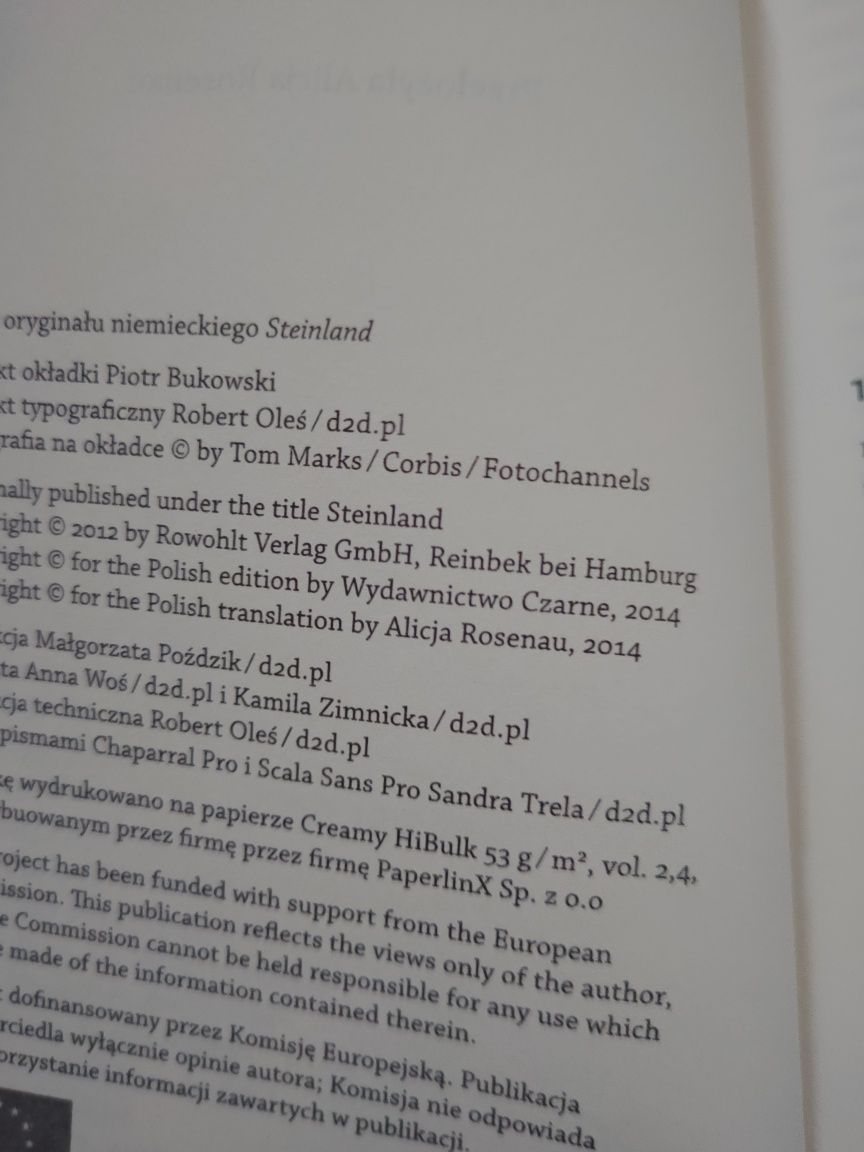 oryginału niemieckiego Steinland
kt okładki Piotr Bukowski
kt typograficzny Robert Oleś / d2d.pl
rafia na okładce © by Tom Marks / Corbis / Fotochannels
nally published under the title Steinland
right © 2012 by Rowohlt Verlag GmbH, Reinbek bei Hamburg
ight © for the Polish edition by Wydawnictwo Czarne, 2014
ight © for the Polish translation by Alicja Rosenau, 2014
cja Małgorzata Poździk / d2d.pl
ta Anna Woś / d2d.pl i Kamila Zimnicka / d2d.pl
cja techniczna Robert Oleś / d2d.pl
pismami Chaparral Pro i Scala Sans Pro Sandra Trela / d2d.pl
kę wydrukowano na papierze Creamy HiBulk 53 g / m², vol. 2,4,
buowanym przez firmę przez firmę PaperlinX Sp. z o.o
roject has been funded with support from the European
ission. This publication reflects the views only of the author,
e Commission cannot be held responsible for any use which
e made of the information contained therein.
t dofinansowany przez Komisję Europejską. Publikacja
rciedla wyłącznie opinie autora; Komisja nie odpowiada
orzystanie informacji zawartych w publikacji.